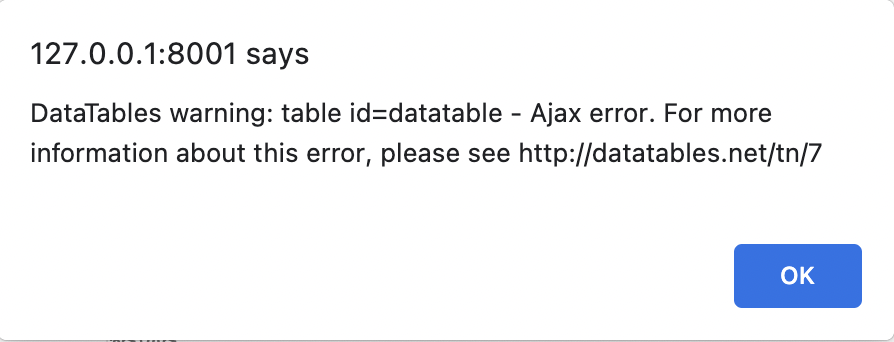 127.0.0.1:8001 says
DataTables warning: table id=datatable - Ajax error. For more
information about this error, please see http://datatables.net/tn/7
OK